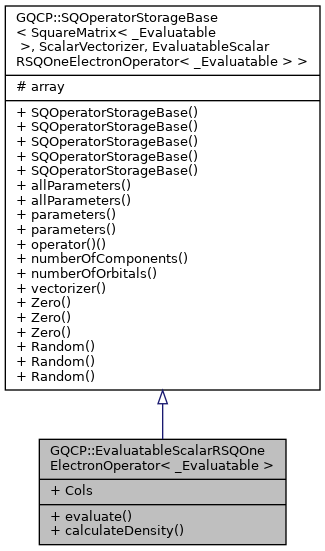 GQCP::SQOperatorStorageBase
< SquareMatrix< _Evaluatable
>, ScalarVectorizer, EvaluatableScalar
RSQOneElectronOperator< _Evaluatable > >
# array
+ SQOperatorStorageBase()
+ SQOperatorStorageBase()
+ SQOperatorStorageBase()
+ SQOperatorStorageBase()
+ SQOperatorStorageBase()
+ allParameters()
+ allParameters()
+ parameters()
+ parameters()
+ operator()()
+ numberOfComponents()
+ numberOfOrbitals()
+ vectorizer()
+ Zero()
+ Zero()
+ Zero()
+ Random()
+ Random()
+ Random()
GQCP::EvaluatableScalarRSQOne
ElectronOperator< _Evaluatable >
+ Cols
+ evaluate()
+ calculateDensity()